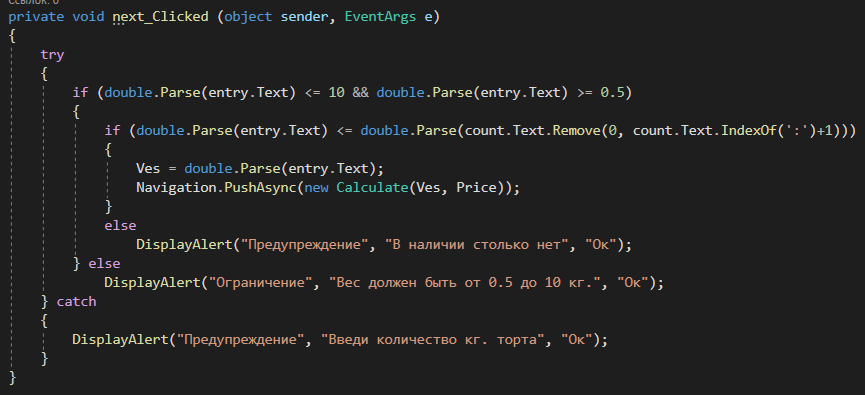 Ссылок: 0
private void next_Clicked (object sender, EventArgs e)
{
try
{
if (double.Parse(entry.Text) <= 10 && double.Parse(entry.Text) >= 0.5)
{
if (double.Parse(entry.Text) <= double.Parse(count.Text.Remove(0, count.Text.IndexOf(':')+1)))
{
Ves = double.Parse(entry.Text);
Navigation.PushAsync(new Calculate(Ves, Price));
}
else
DisplayAlert("Предупреждение", "В наличии столько нет", "Ок");
} else
DisplayAlert("Ограничение", "Вес должен быть от 0.5 до 10 кг.", "Ок");
} catch
{
DisplayAlert("Предупреждение", "Введи количество кг. торта", "Ок");
}
}